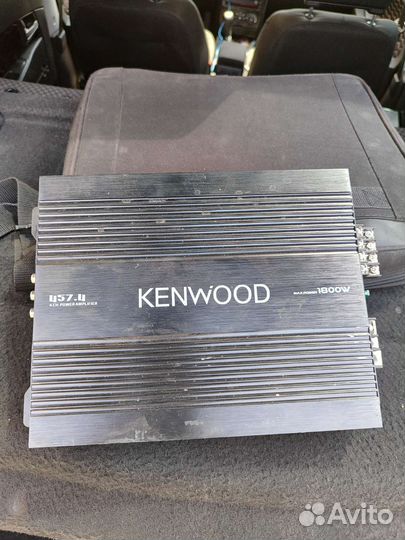 457.4
4CH POWER AMPLIFIER
KENWOOD
MAX POWER 1800W
Avito